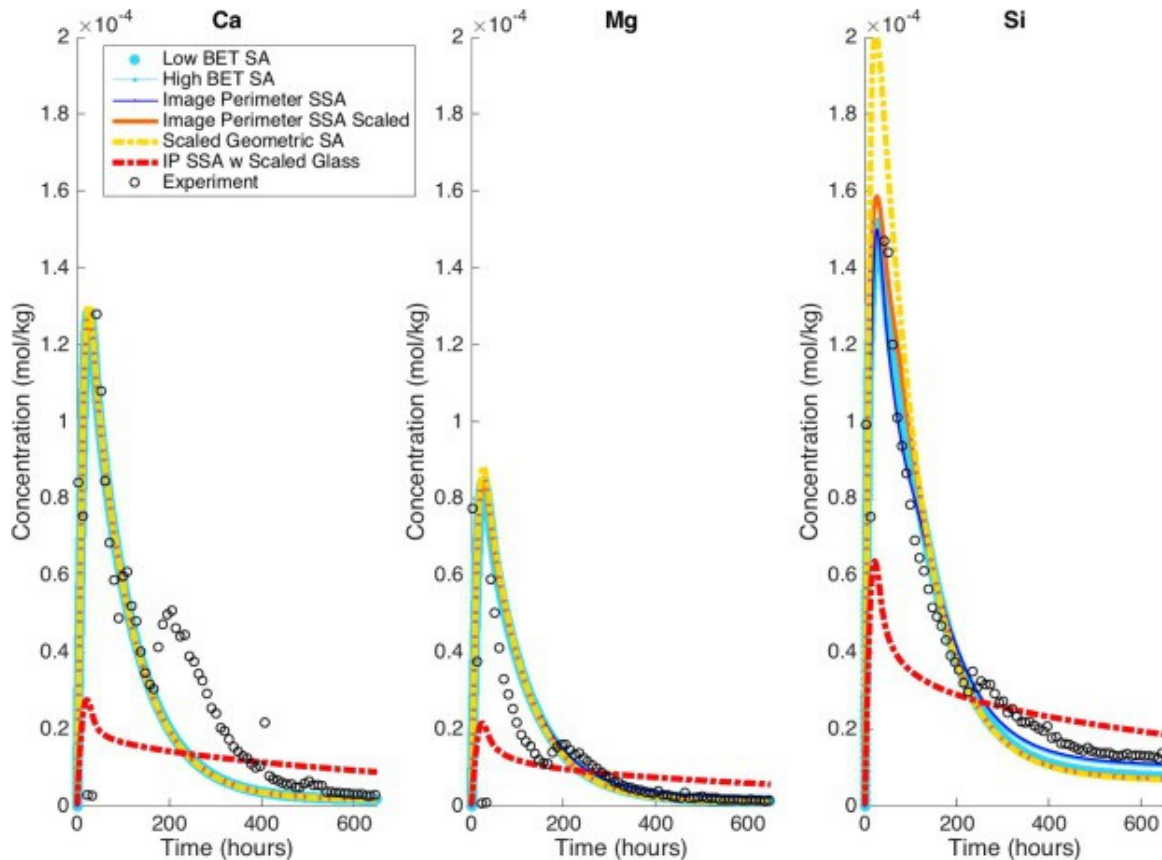 Ca
×10⁻⁴
2
1.8
1.6
1.4
1.2
1
0.8
0.6
0.4
0.2
0
Concentration (mol/kg)
0 200 400 600
Time (hours)
Low BET SA
High BET SA
Image Perimeter SSA
Image Perimeter SSA Scaled
Scaled Geometric SA
IP SSA w Scaled Glass
Experiment
Mg
×10⁻⁴
2
1.8
1.6
1.4
1.2
1
0.8
0.6
0.4
0.2
0
Concentration (mol/kg)
0 200 400 600
Time (hours)
Si
×10⁻⁴
2
1.8
1.6
1.4
1.2
1
0.8
0.6
0.4
0.2
0
Concentration (mol/kg)
0 200 400 600
Time (hours)